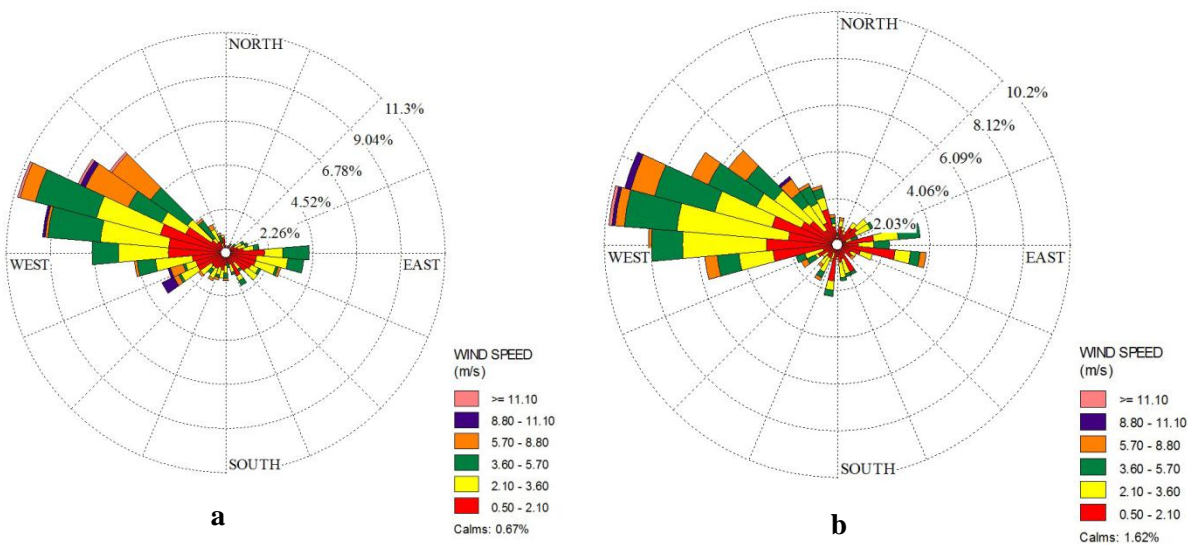 NORTH
11.3%
9.04%
6.78%
4.52%
2.26%
WEST
EAST
SOUTH
WIND SPEED
(m/s)
>= 11.10
8.80 - 11.10
5.70 - 8.80
3.60 - 5.70
2.10 - 3.60
0.50 - 2.10
Calms: 0.67%
a
NORTH
10.2%
8.12%
6.09%
4.06%
2.03%
WEST
EAST
SOUTH
WIND SPEED
(m/s)
>= 11.10
8.80 - 11.10
5.70 - 8.80
3.60 - 5.70
2.10 - 3.60
0.50 - 2.10
Calms: 1.62%
b